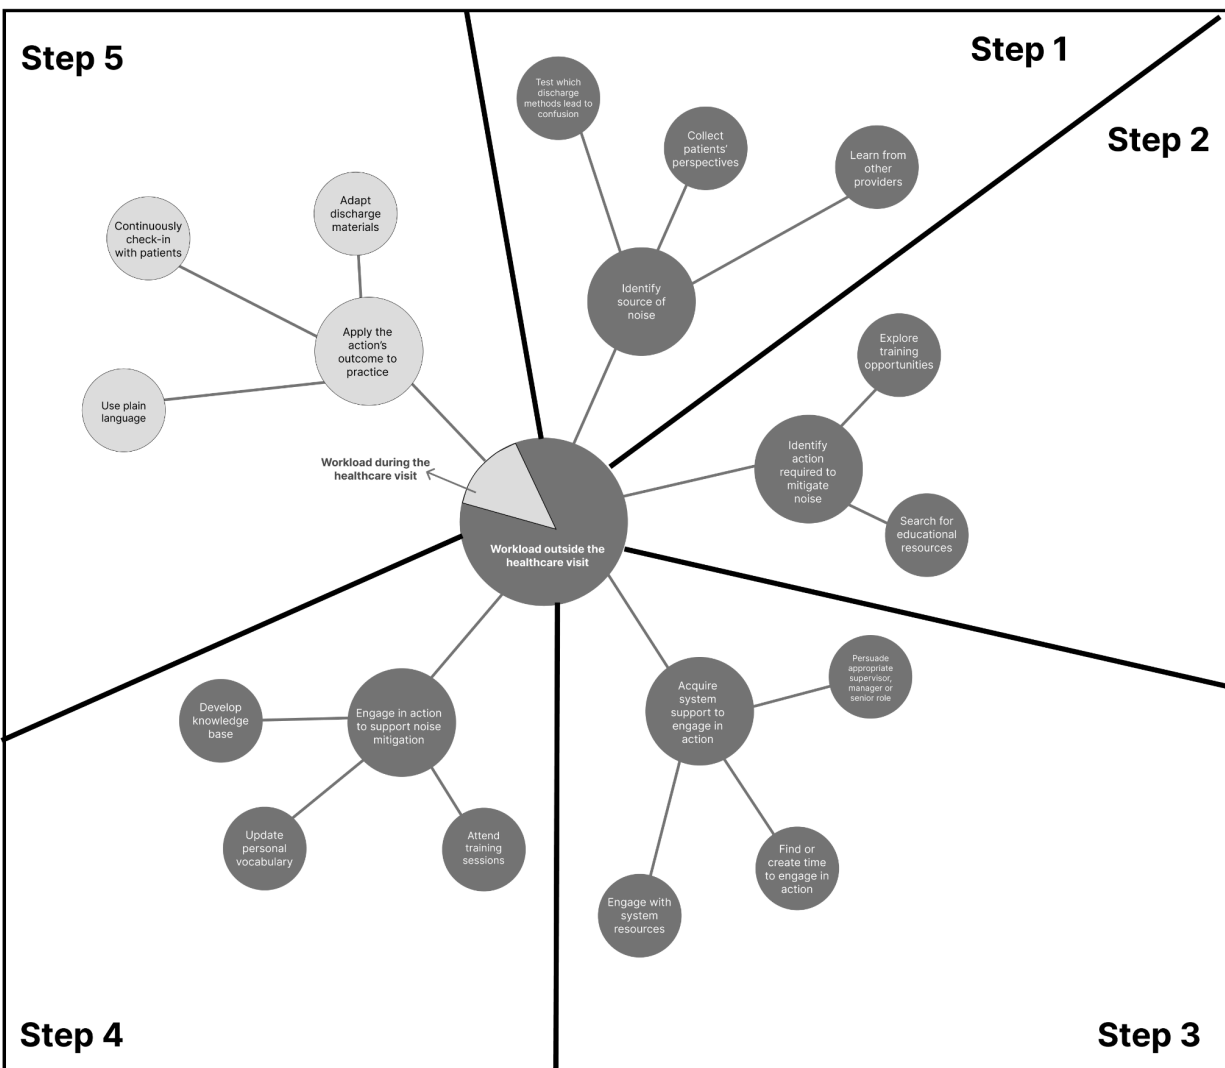 Step 5
Step 1
Step 2
Test which
discharge
methods lead to
confusion
Collect
patients'
perspectives
Learn from
other
providers
Identify
source of
noise
Explore
training
opportunities
Identify
action
required to
mitigate
noise
Search for
educational
resources
Adapt
discharge
materials
Continuously
check-in
with patients
Apply the
action's
outcome to
practice
Use plain
language
Workload during the
healthcare visit
Workload outside the
healthcare visit
Acquire
system
support to
engage in
action
Persuade
appropriate
supervisor,
manager or
senior role
Find or
create time
to engage in
action
Engage with
system
resources
Engage in action
to support noise
mitigation
Develop
knowledge
base
Update
personal
vocabulary
Attend
training
sessions
Step 4
Step 3